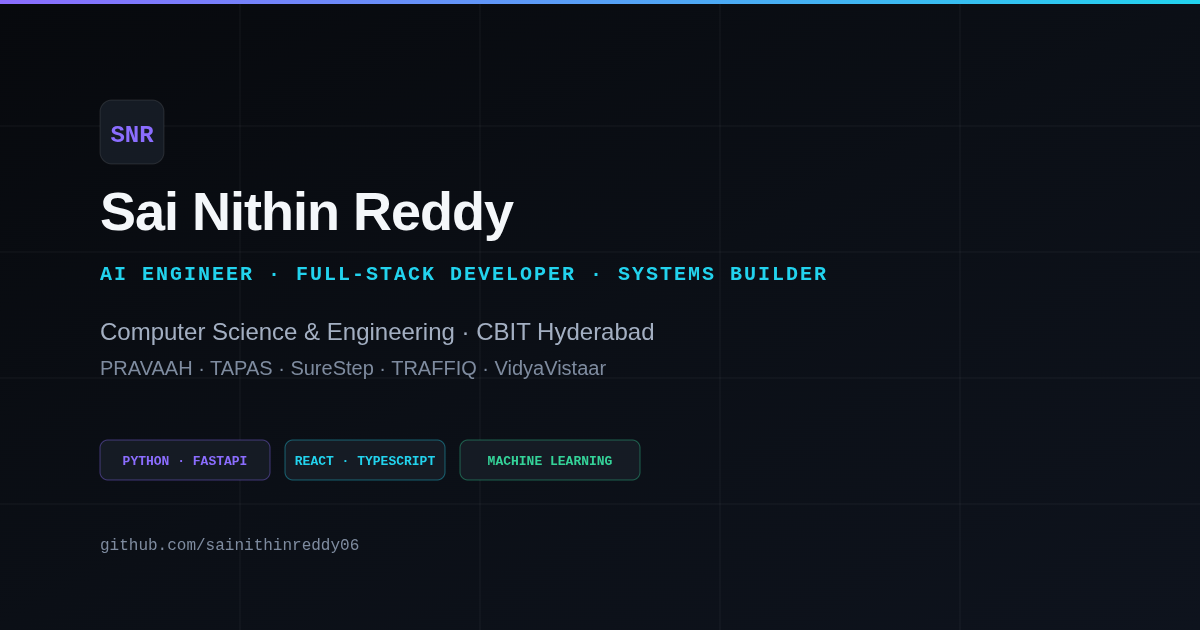 SNR
Sai Nithin Reddy
AI ENGINEER · FULL-STACK DEVELOPER · SYSTEMS BUILDER
Computer Science & Engineering · CBIT Hyderabad
PRAVAAH · TAPAS · SureStep · TRAFFIQ · VidyaVistaar
PYTHON · FASTAPI REACT · TYPESCRIPT MACHINE LEARNING
github.com/sainithinreddy06